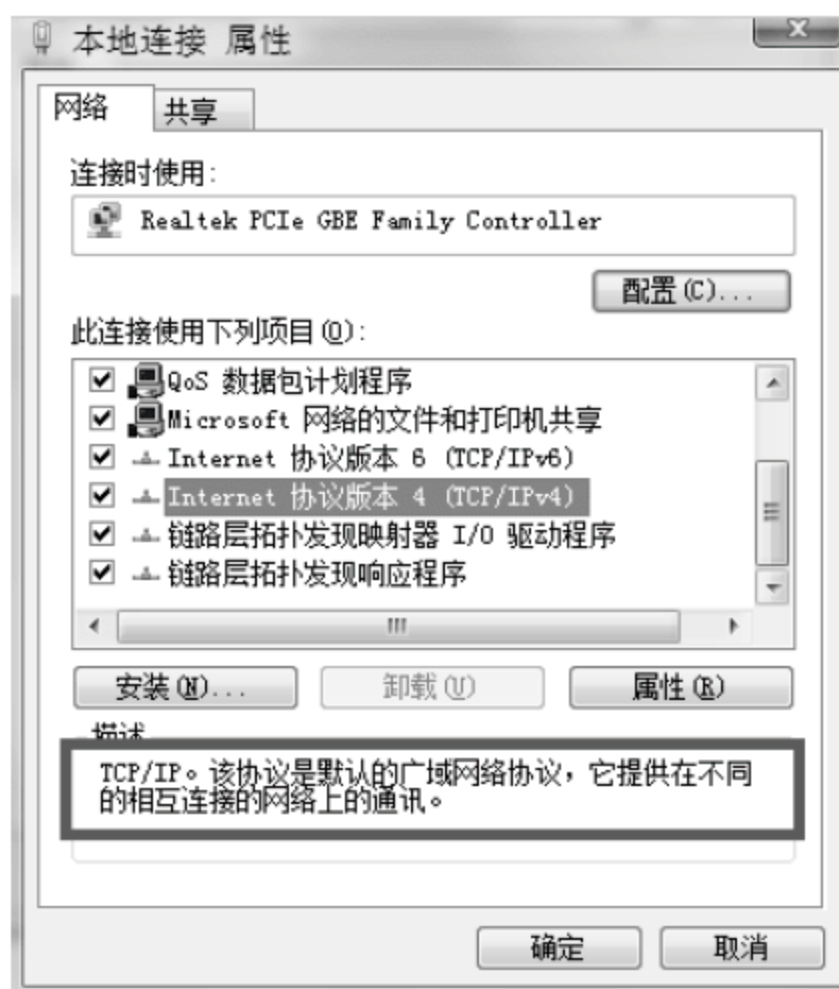 本地连接 属性
网络
共享
连接时使用:
Realtek PCIe GBE Family Controller
配置(C)...
此连接使用下列项目(O):
QoS 数据包计划程序
Microsoft 网络的文件和打印机共享
Internet 协议版本 6 (TCP/IPv6)
Internet 协议版本 4 (TCP/IPv4)
链路层拓扑发现映射器 I/O 驱动程序
链路层拓扑发现响应程序
安装(N)...
卸载(U)
属性(R)
描述
TCP/IP。该协议是默认的广域网络协议，它提供在不同
的相互连接的网络上的通讯。
确定
取消